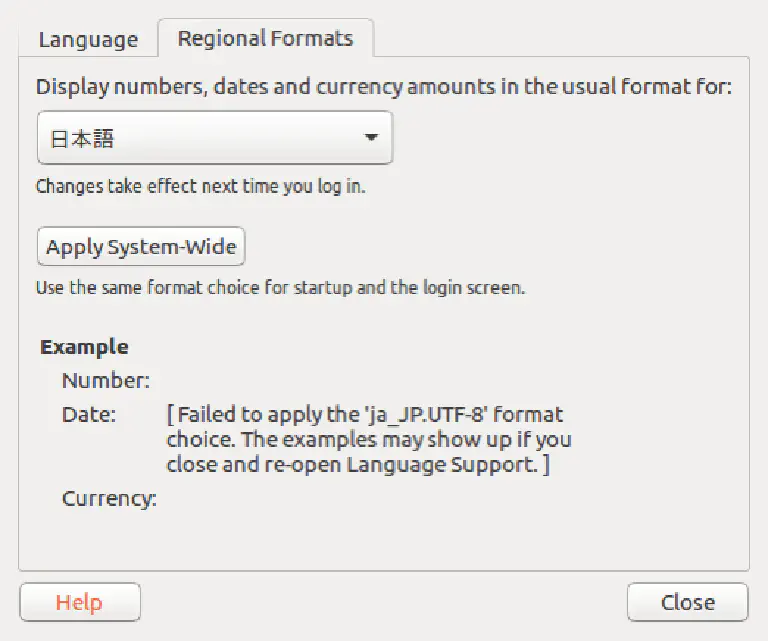 Language
Regional Formats
Display numbers, dates and currency amounts in the usual format for:
日本語
Changes take effect next time you log in.
Apply System-Wide
Use the same format choice for startup and the login screen.
Example
Number:
Date: [ Failed to apply the 'ja_JP.UTF-8' format
choice. The examples may show up if you
close and re-open Language Support. ]
Currency:
Help
Close